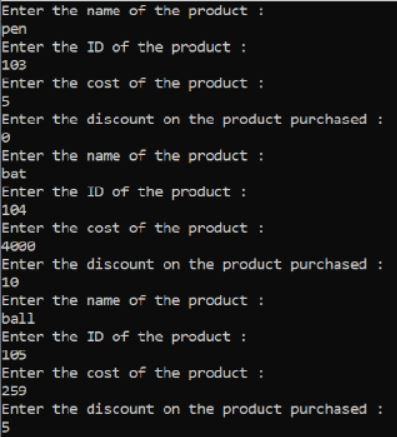 Enter the name of the product :
pen
Enter the ID of the product :
103
Enter the cost of the product :
5
Enter the discount on the product purchased :
0
Enter the name of the product :
bat
Enter the ID of the product :
104
Enter the cost of the product :
4000
Enter the discount on the product purchased :
10
Enter the name of the product :
ball
Enter the ID of the product :
105
Enter the cost of the product :
259
Enter the discount on the product purchased :
5